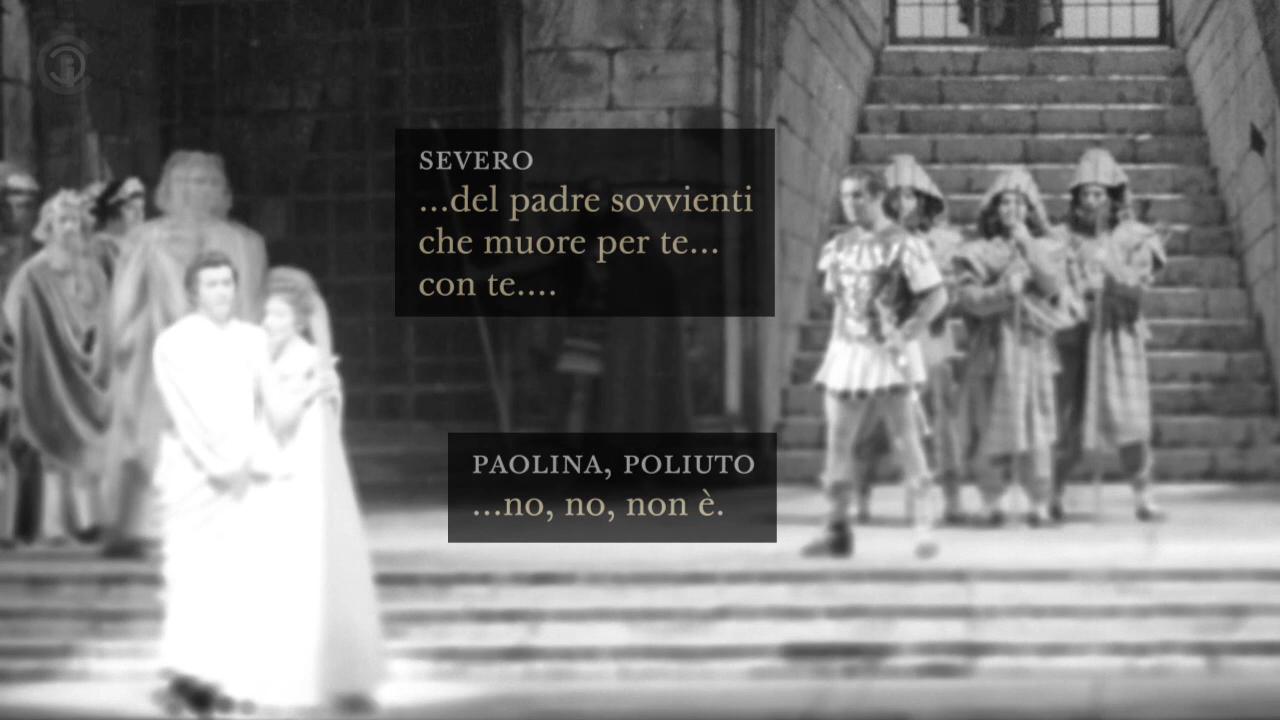 SEVERO
...del padre sovvienti
che muore per te...
con te....
PAOLINA, POLIUTO
...no, no, non è.